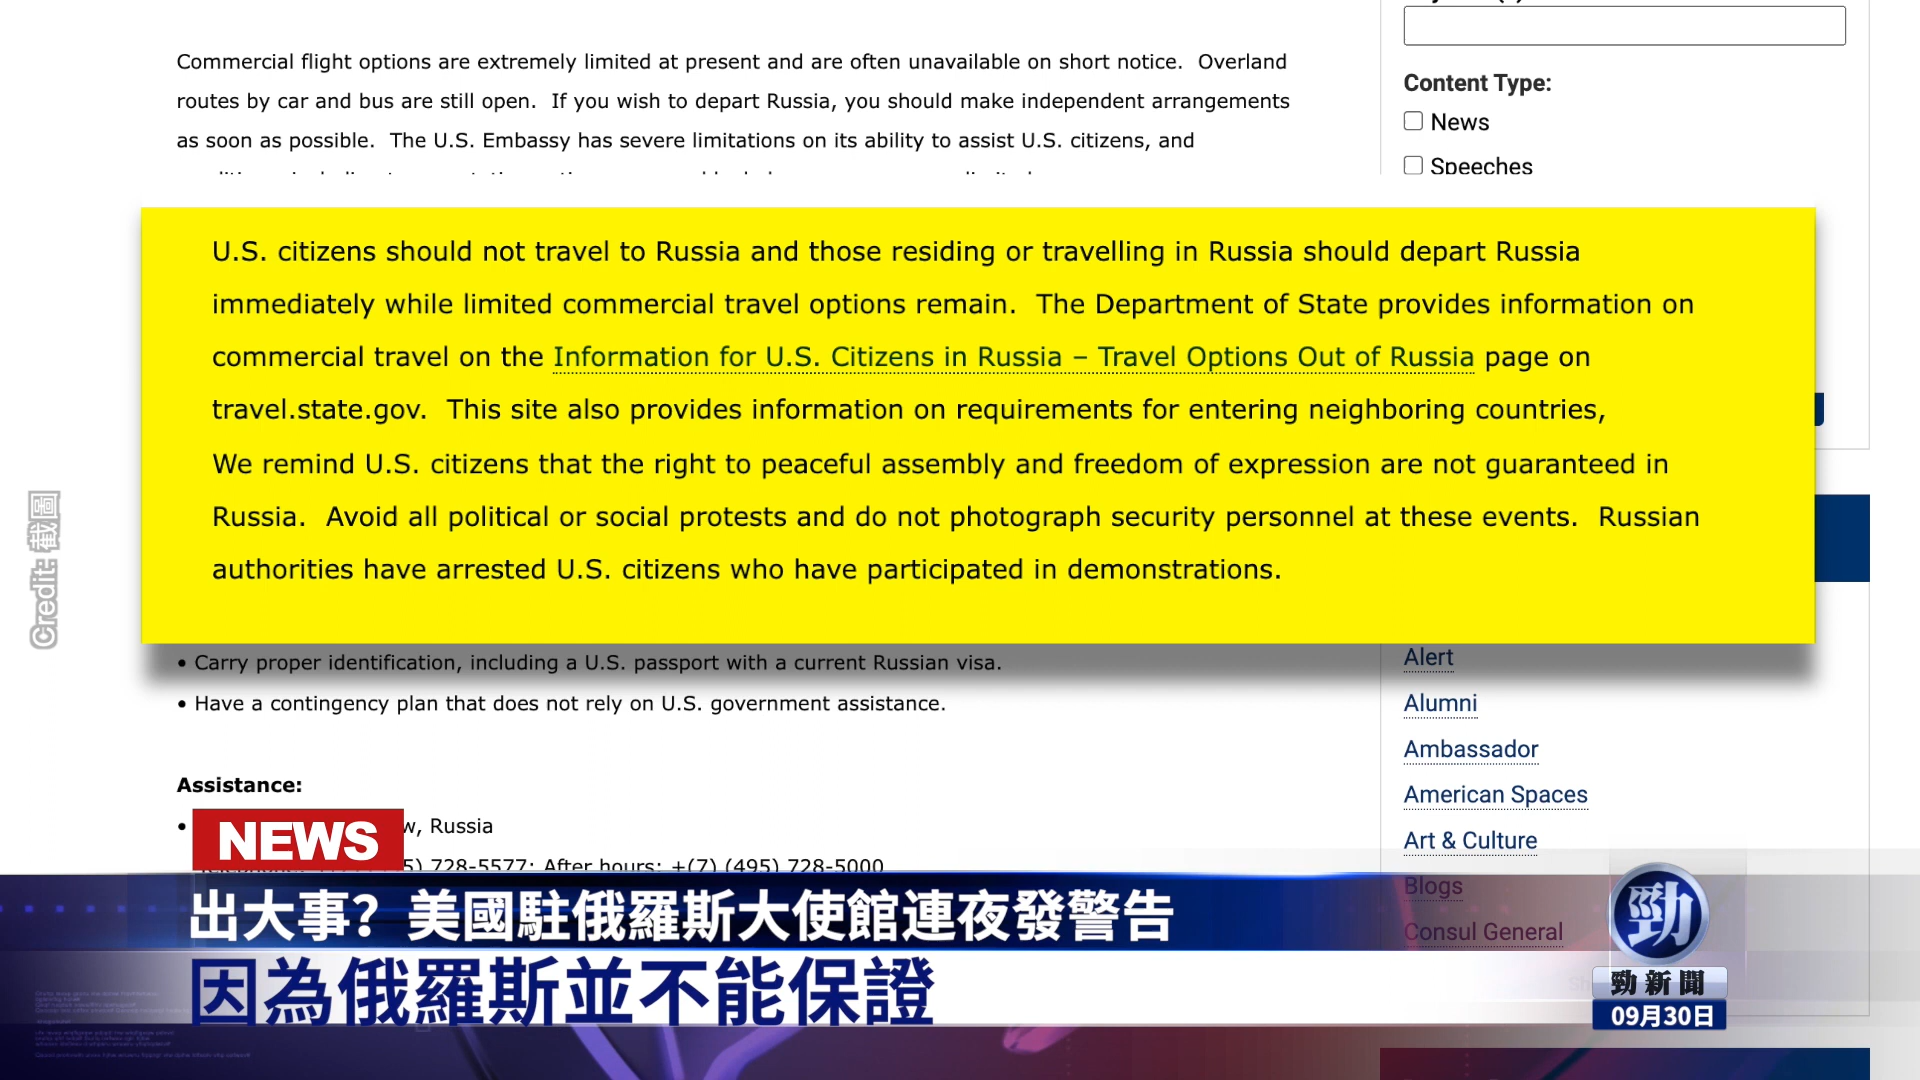 Commercial flight options are extremely limited at present and are often unavailable on short notice.  Overland
routes by car and bus are still open.  If you wish to depart Russia, you should make independent arrangements
as soon as possible.  The U.S. Embassy has severe limitations on its ability to assist U.S. citizens, and
Content Type:
News
Speeches
U.S. citizens should not travel to Russia and those residing or travelling in Russia should depart Russia
immediately while limited commercial travel options remain.  The Department of State provides information on
commercial travel on the Information for U.S. Citizens in Russia – Travel Options Out of Russia page on
travel.state.gov.  This site also provides information on requirements for entering neighboring countries,
We remind U.S. citizens that the right to peaceful assembly and freedom of expression are not guaranteed in
Russia.  Avoid all political or social protests and do not photograph security personnel at these events.  Russian
authorities have arrested U.S. citizens who have participated in demonstrations.
Credit: 截圖
• Carry proper identification, including a U.S. passport with a current Russian visa.
• Have a contingency plan that does not rely on U.S. government assistance.
Assistance:
• w, Russia
5) 728-5577; After hours: +(7) (495) 728-5000
Alert
Alumni
Ambassador
American Spaces
Art & Culture
Blogs
Consul General
NEWS
出大事？美國駐俄羅斯大使館連夜發警告
因為俄羅斯並不能保證
勁
勁新聞
09月30日